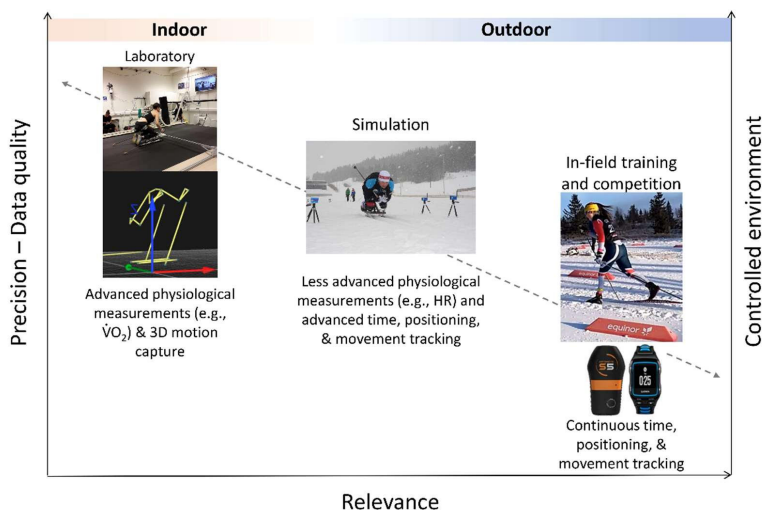 Indoor
Outdoor
Laboratory
Simulation
In-field training
and competition
Precision – Data quality
Controlled environment
equinor
S5
025
Advanced physiological
measurements (e.g.,
V̇O₂) & 3D motion
capture
Less advanced physiological
measurements (e.g., HR) and
advanced time, positioning,
& movement tracking
Continuous time,
positioning, &
movement tracking
Relevance